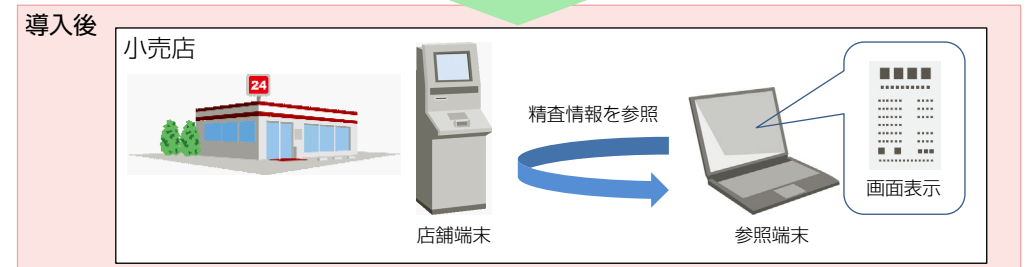 導入後
小売店
24
精査情報を参照
画面表示
店舗端末
参照端末